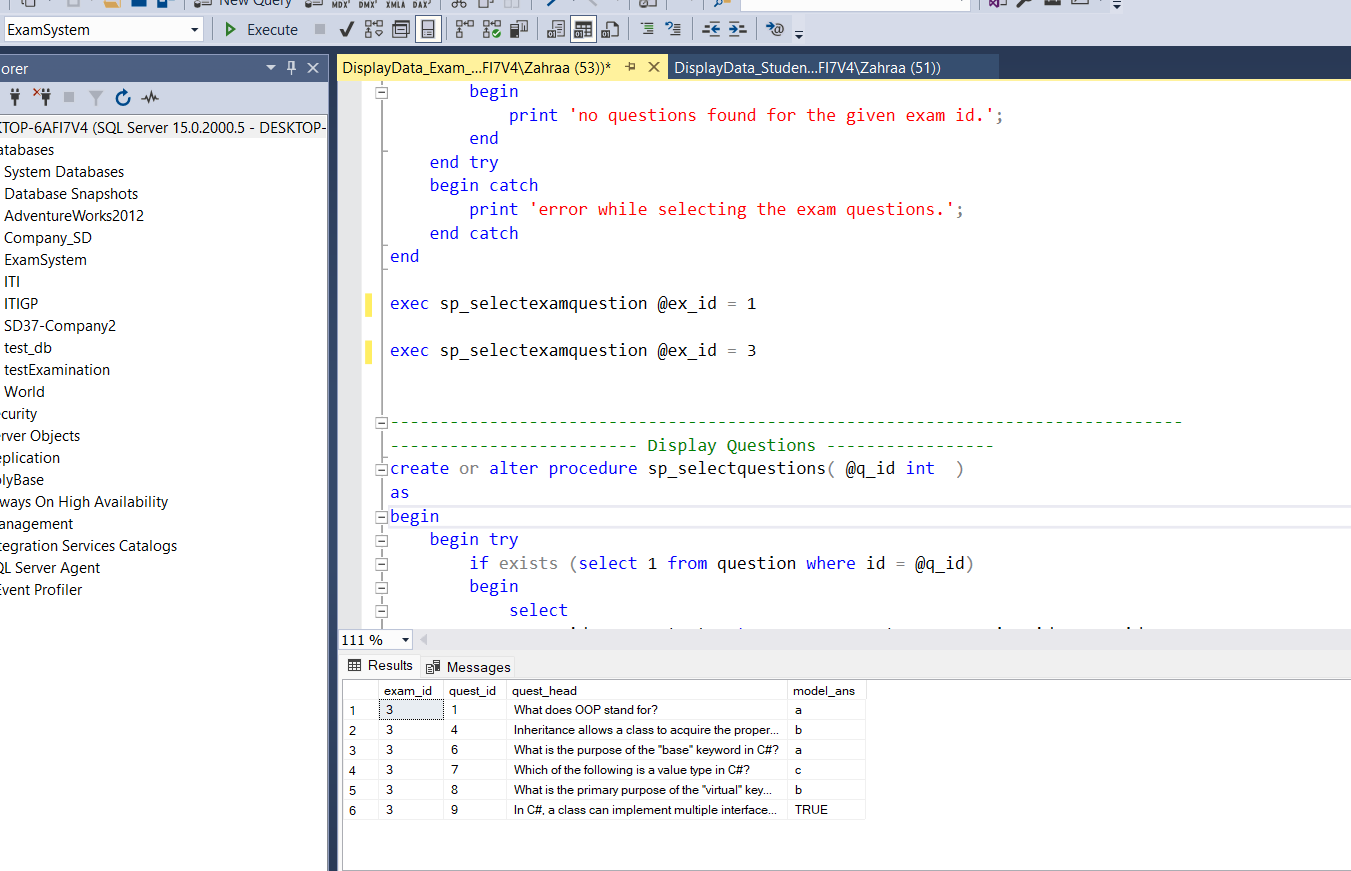 New Query MDX DMX XMLA DAX
ExamSystem Execute
orer
DisplayData_Exam_...FI7V4\Zahraa (53))* DisplayData_Studen...FI7V4\Zahraa (51))
KTOP-6AFI7V4 (SQL Server 15.0.2000.5 - DESKTOP-
atabases
System Databases
Database Snapshots
AdventureWorks2012
Company_SD
ExamSystem
ITI
ITIGP
SD37-Company2
test_db
testExamination
World
ecurity
erver Objects
eplication
olyBase
ways On High Availability
anagement
tegration Services Catalogs
QL Server Agent
Event Profiler
begin
print 'no questions found for the given exam id.';
end
end try
begin catch
print 'error while selecting the exam questions.';
end catch
end
exec sp_selectexamquestion @ex_id = 1
exec sp_selectexamquestion @ex_id = 3
--------------------------------------------------------------------------------
------------------------- Display Questions -----------------
create or alter procedure sp_selectquestions( @q_id int )
as
begin
begin try
if exists (select 1 from question where id = @q_id)
begin
select
111 %
Results Messages
exam_id quest_id quest_head model_ans
1 3 1 What does OOP stand for? a
2 3 4 Inheritance allows a class to acquire the proper... b
3 3 6 What is the purpose of the "base" keyword in C#? a
4 3 7 Which of the following is a value type in C#? c
5 3 8 What is the primary purpose of the "virtual" key... b
6 3 9 In C#, a class can implement multiple interface... TRUE